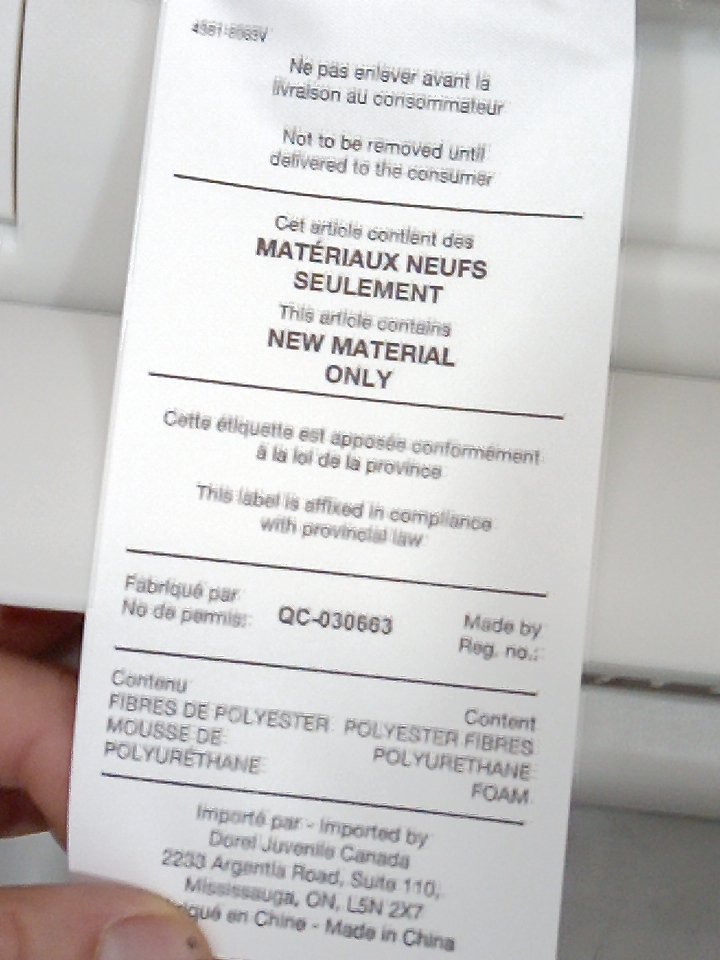 Ne pas enlever avant la
livraison au consommateur
Not to be removed until
delivered to the consumer
Cet article contient des
MATÉRIAUX NEUFS
SEULEMENT
This article contains
NEW MATERIAL
ONLY
Cette étiquette est apposée conformément
à la loi de la province
This label is affixed in compliance
with provincial law
Fabriqué par Made by
No de permis: QC-030663 Reg. no.:
Contenu Content
FIBRES DE POLYESTER POLYESTER FIBRES
MOUSSE DE POLYURETHANE
POLYURÉTHANE FOAM
Importé par - Imported by
Dorel Juvenile Canada
2233 Argentia Road, Suite 110,
Mississauga, ON, L5N 2X7
en Chine - Made in China